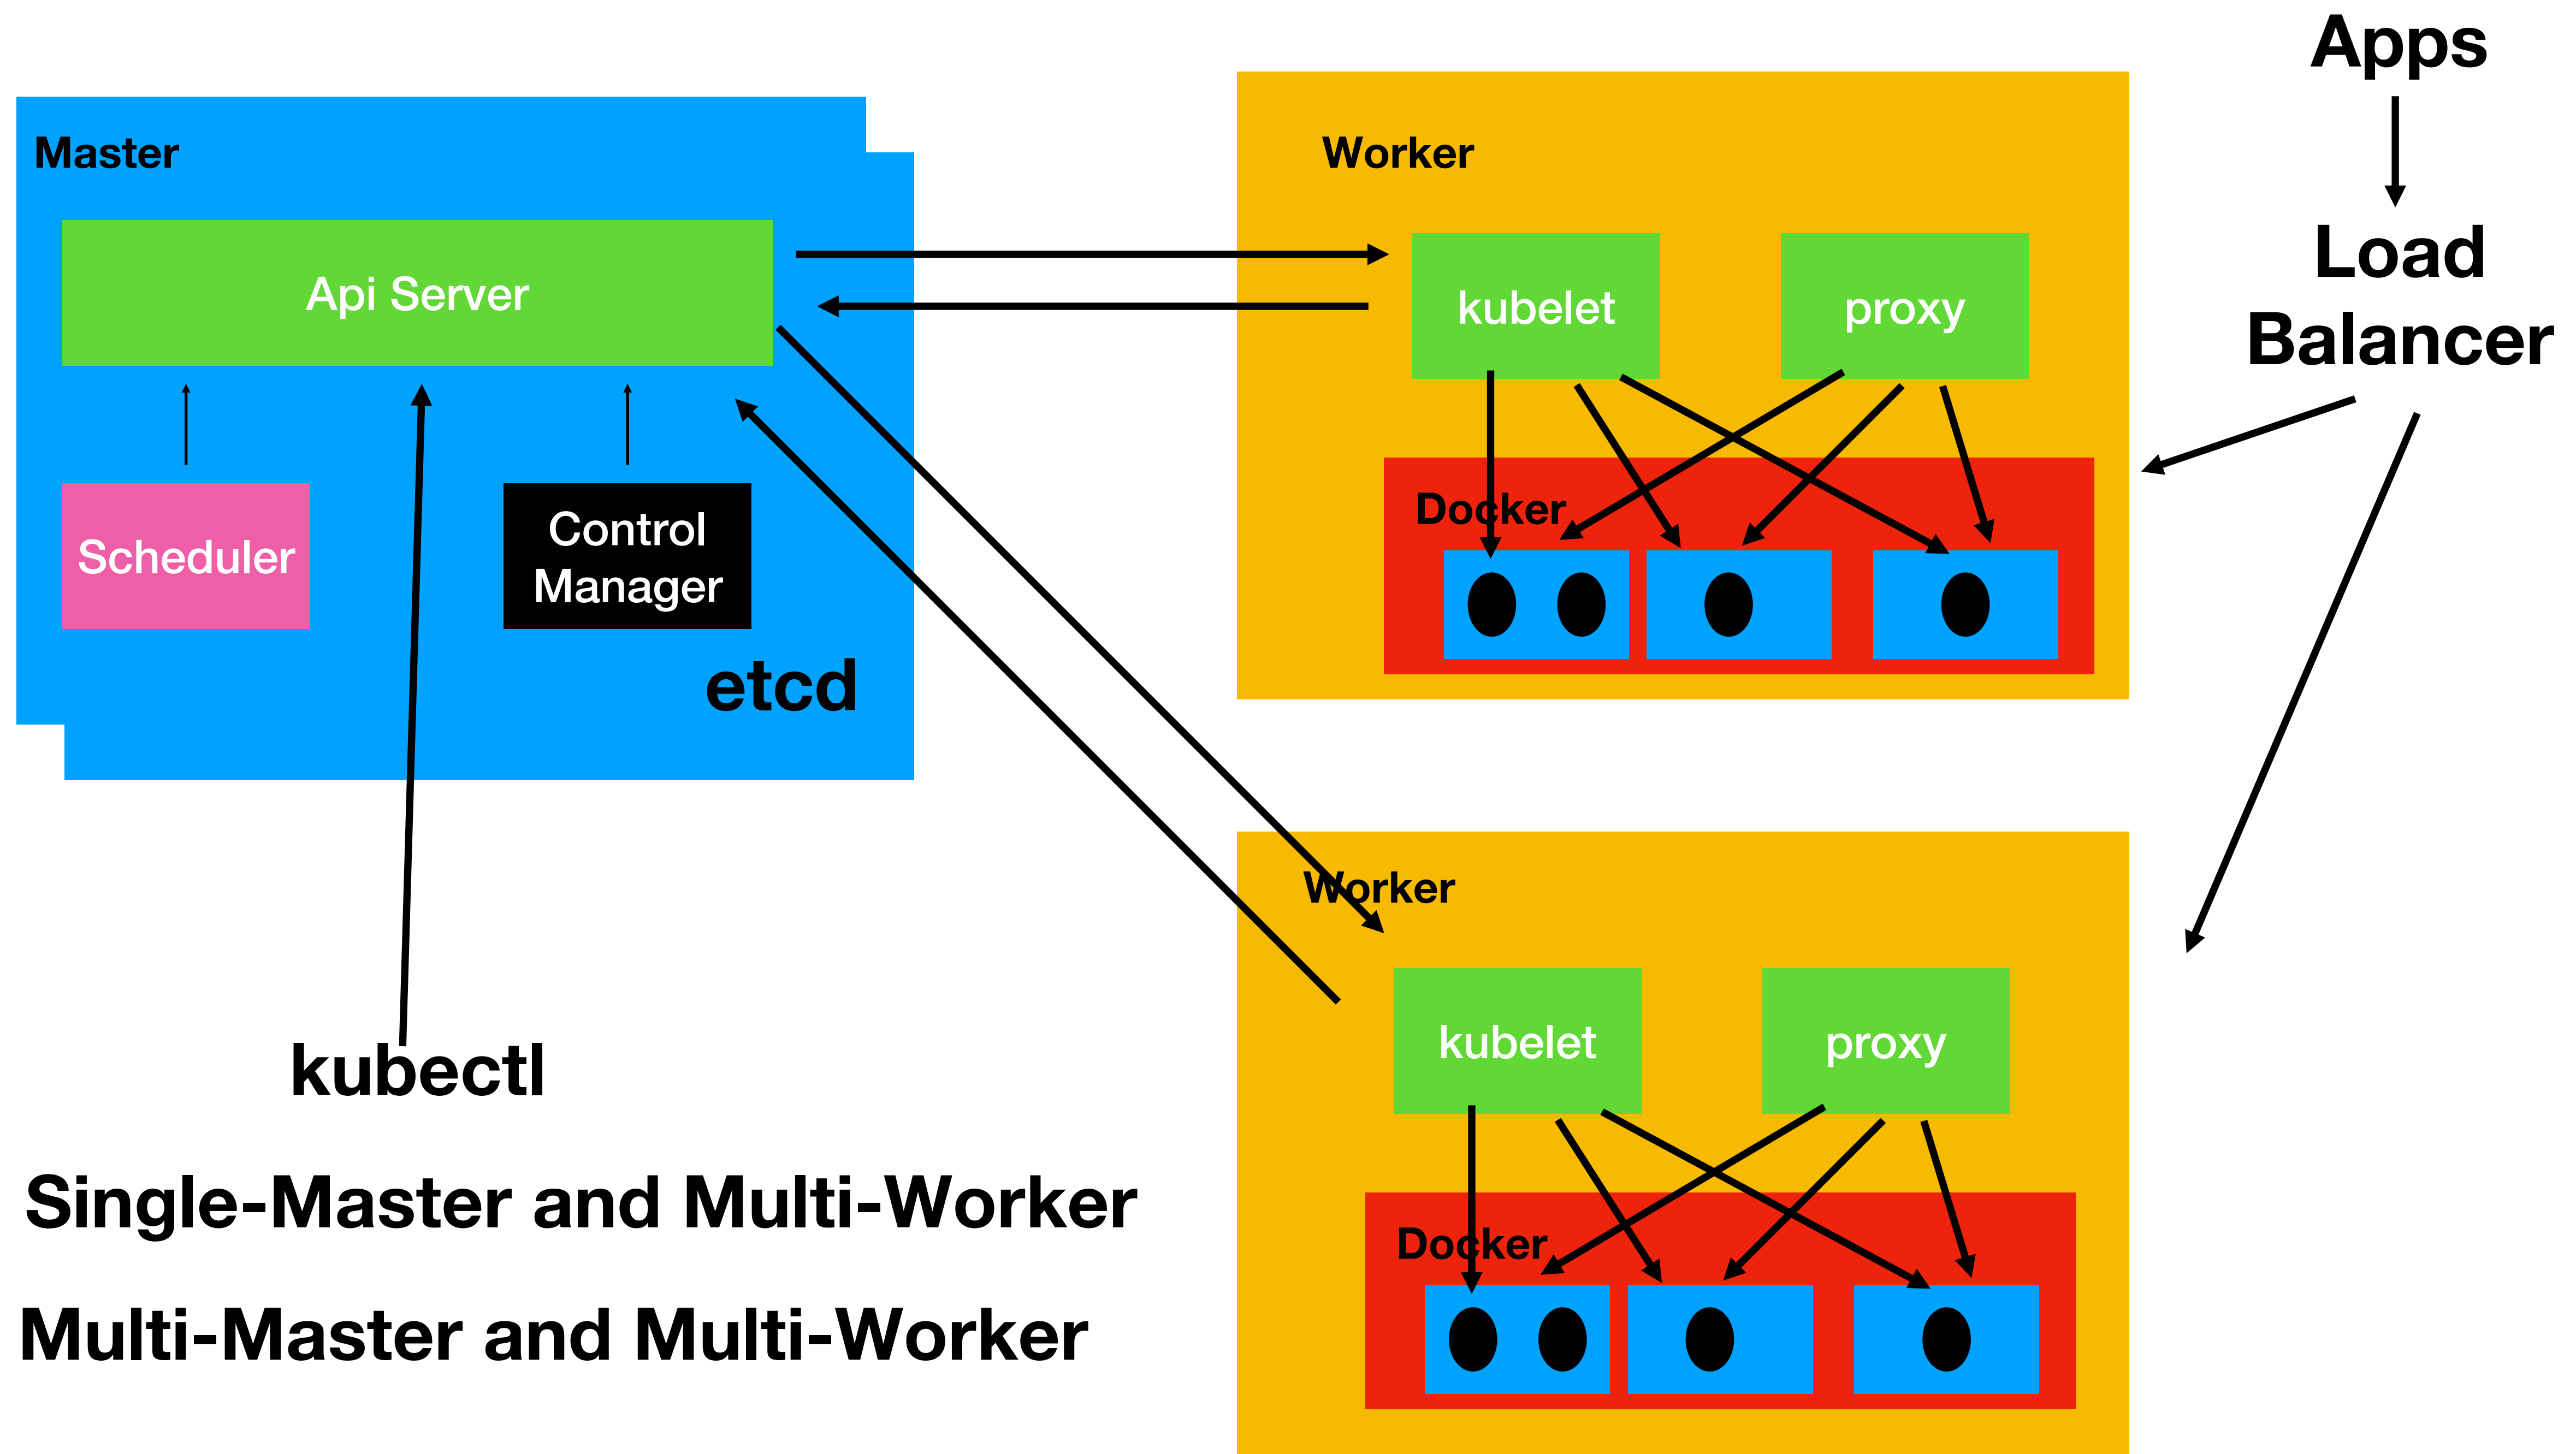 Master
Api Server
Scheduler
Control
Manager
etcd
kubectl
Single-Master and Multi-Worker
Multi-Master and Multi-Worker
Worker
kubelet
proxy
Docker
Worker
kubelet
proxy
Docker
Apps
Load
Balancer